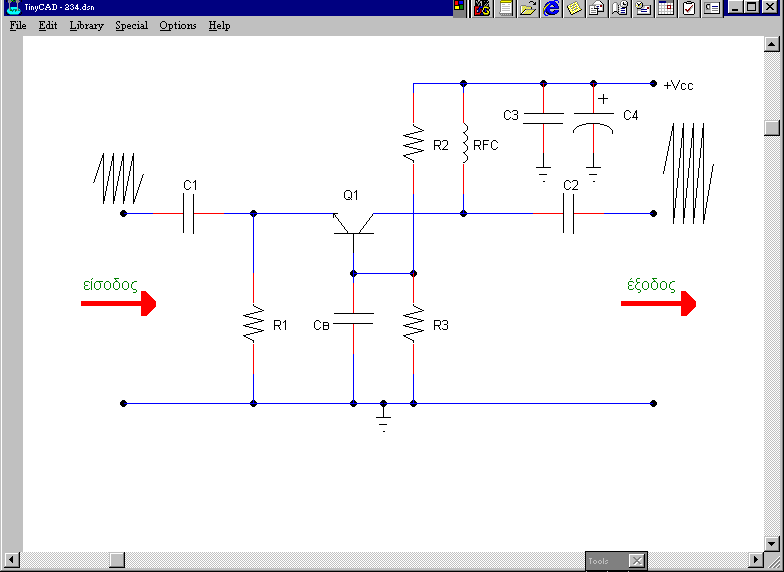 TinyCAD - 234.dsn
File Edit Library Special Options Help
+Vcc
C3 C4
R2 RFC
C1 C2
Q1
είσοδος έξοδος
R1 CB R3
Tools